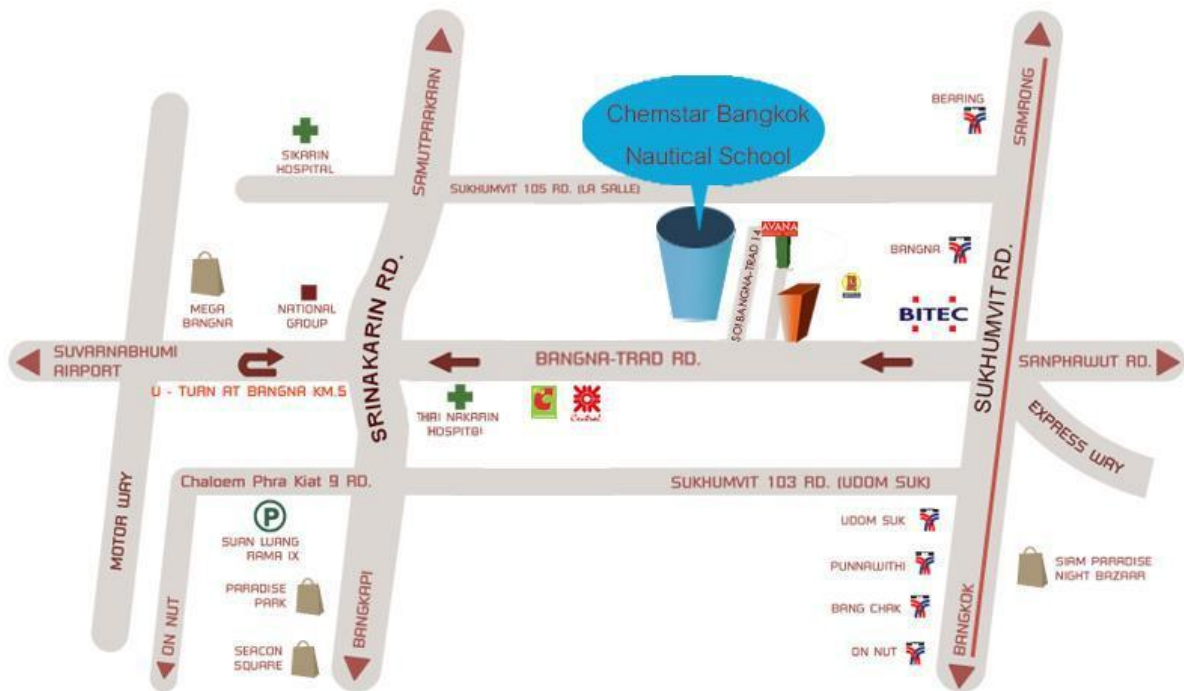 Chernstar Bangkok
Nautical School
BEARING
SAMRONG
SAMUTPRAKRAN
SIKARIN
HOSPITAL
SUKHUMVIT 105 RD. (LA SALLE)
AVANA
SOI.BANGNA-TRAD 14
BANGNA
BITEC
SUKHUMVIT RD.
MEGA
BANGNA
NATIONAL
GROUP
SRINAKARIN RD.
SUVARNABHUMI
AIRPORT
BANGNA-TRAD RD.
SANPHAWUT RD.
U - TURN AT BANGNA KM.5
THAI NAKARIN
HOSPITAL
EXPRESS WAY
Chaloem Phra Kiat 9 RD.
SUKHUMVIT 103 RD. (UDOM SUK)
MOTOR WAY
P
SUAN LUANG
RAMA IX
UDOM SUK
PUNNAWITHI
SIAM PARADISE
NIGHT BAZAAR
PARADISE
PARK
BANG CHAK
ON NUT
BANGKAPI
BANGKOK
SEACON
SQUARE
ON NUT